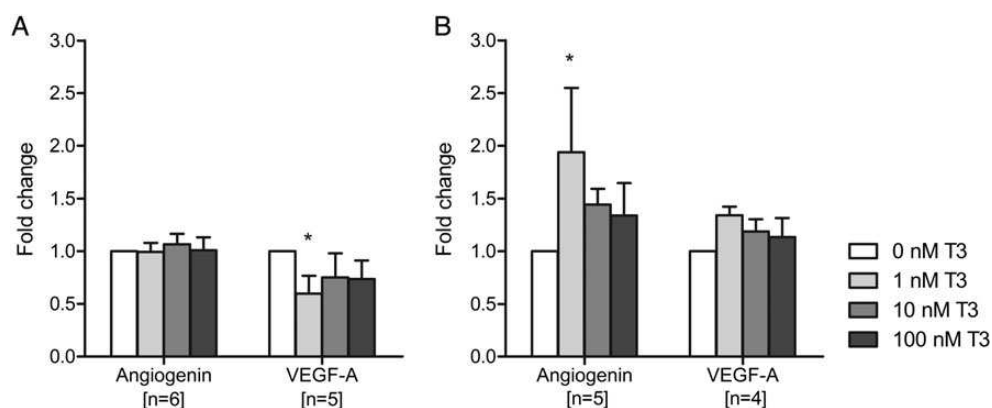 A
3.0
2.5
2.0
1.5
1.0
0.5
0.0
Fold change
*
Angiogenin
[n=6]
VEGF-A
[n=5]
B
3.0
2.5
2.0
1.5
1.0
0.5
0.0
Fold change
*
Angiogenin
[n=5]
VEGF-A
[n=4]
0 nM T3
1 nM T3
10 nM T3
100 nM T3